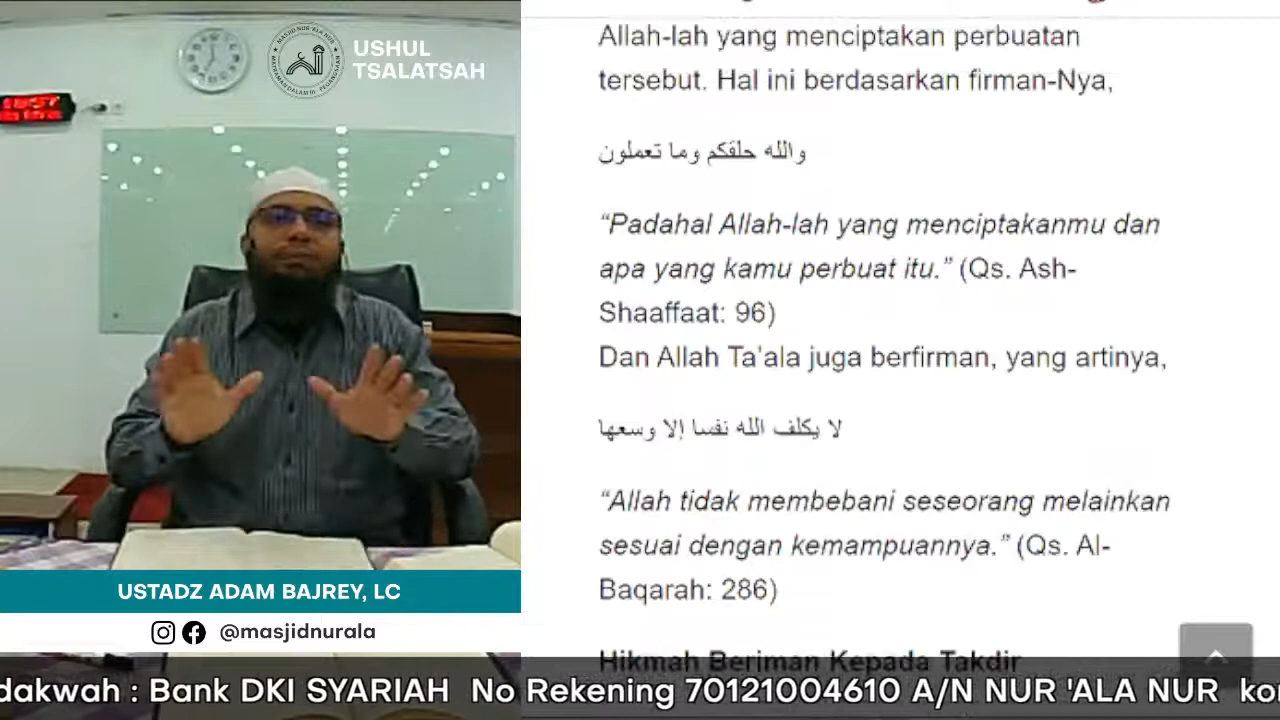 USHUL
TSALATSAH
Allah-lah yang menciptakan perbuatan
tersebut. Hal ini berdasarkan firman-Nya,
والله حلقكم وما تعملون
“Padahal Allah-lah yang menciptakanmu dan
apa yang kamu perbuat itu.” (Qs. Ash-
Shaaffaat: 96)
Dan Allah Ta’ala juga berfirman, yang artinya,
لا يكلف الله نفسا إلا وسعها
“Allah tidak membebani seseorang melainkan
sesuai dengan kemampuannya.” (Qs. Al-
Baqarah: 286)
Hikmah Beriman Kepada Takdir
USTADZ ADAM BAJREY, LC
@masjidnurala
dakwah : Bank DKI SYARIAH No Rekening 70121004610 A/N NUR 'ALA NUR